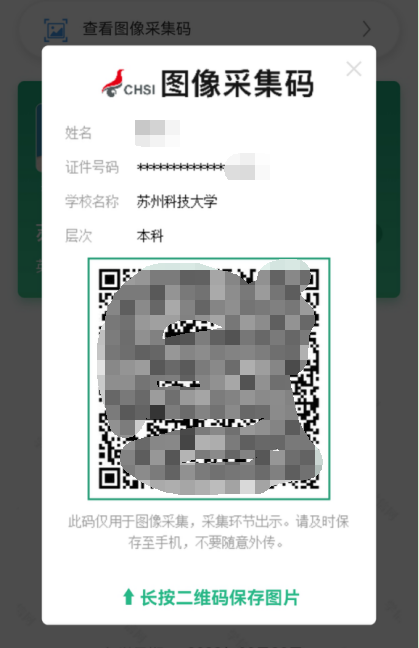 查看图像采集码
CHSI 图像采集码
姓名
证件号码 *************
学校名称 苏州科技大学
层次 本科
此码仅用于图像采集，采集环节出示。请及时保
存至手机，不要随意外传。
长按二维码保存图片